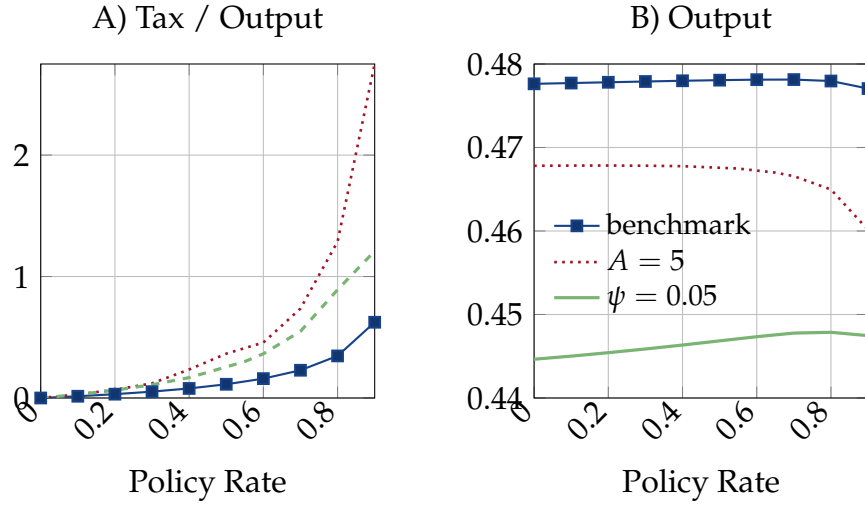 A) Tax / Output
2
1
0
0
0.2
0.4
0.6
0.8
Policy Rate
B) Output
0.48
0.47
0.46
0.45
0.44
benchmark
A = 5
ψ = 0.05
0
0.2
0.4
0.6
0.8
Policy Rate